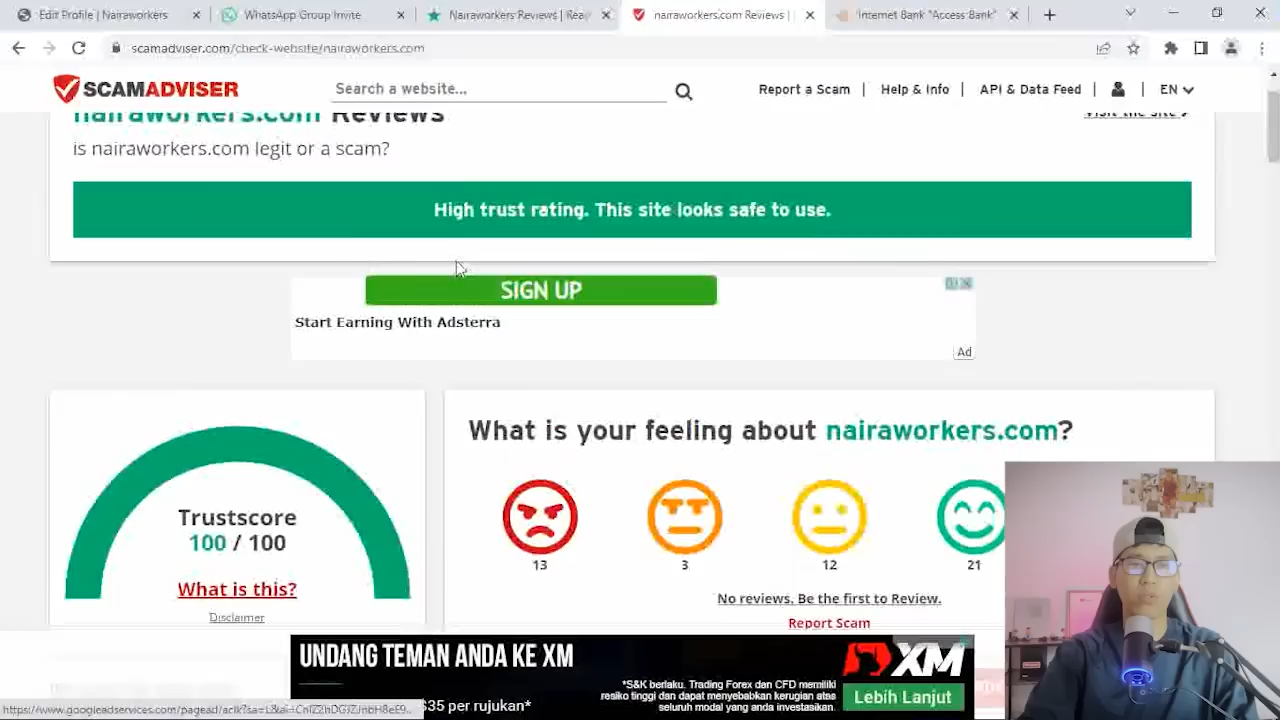 Edit Profile | Nairaworkers
WhatsApp Group Invite
Nairaworkers Reviews | Rea
nairaworkers.com Reviews |
Internet Bank "Access Bank"
scamadviser.com/check-website/nairaworkers.com
SCAMADVISER
Search a website...
Report a Scam
Help & Info
API & Data Feed
EN
nairaworkers.com Reviews
Visit the Site
is nairaworkers.com legit or a scam?
High trust rating. This site looks safe to use.
SIGN UP
Start Earning With Adsterra
Ad
Trustscore
100 / 100
What is this?
Disclaimer
What is your feeling about nairaworkers.com?
13
3
12
21
No reviews. Be the first to Review.
Report Scam
UNDANG TEMAN ANDA KE XM
$35 per rujukan*
*S&K berlaku. Trading Forex dan CFD memiliki
resiko tinggi dan dapat menyebabkan kerugian atas
seluruh modal yang anda investasikan.
XM
Lebih Lanjut